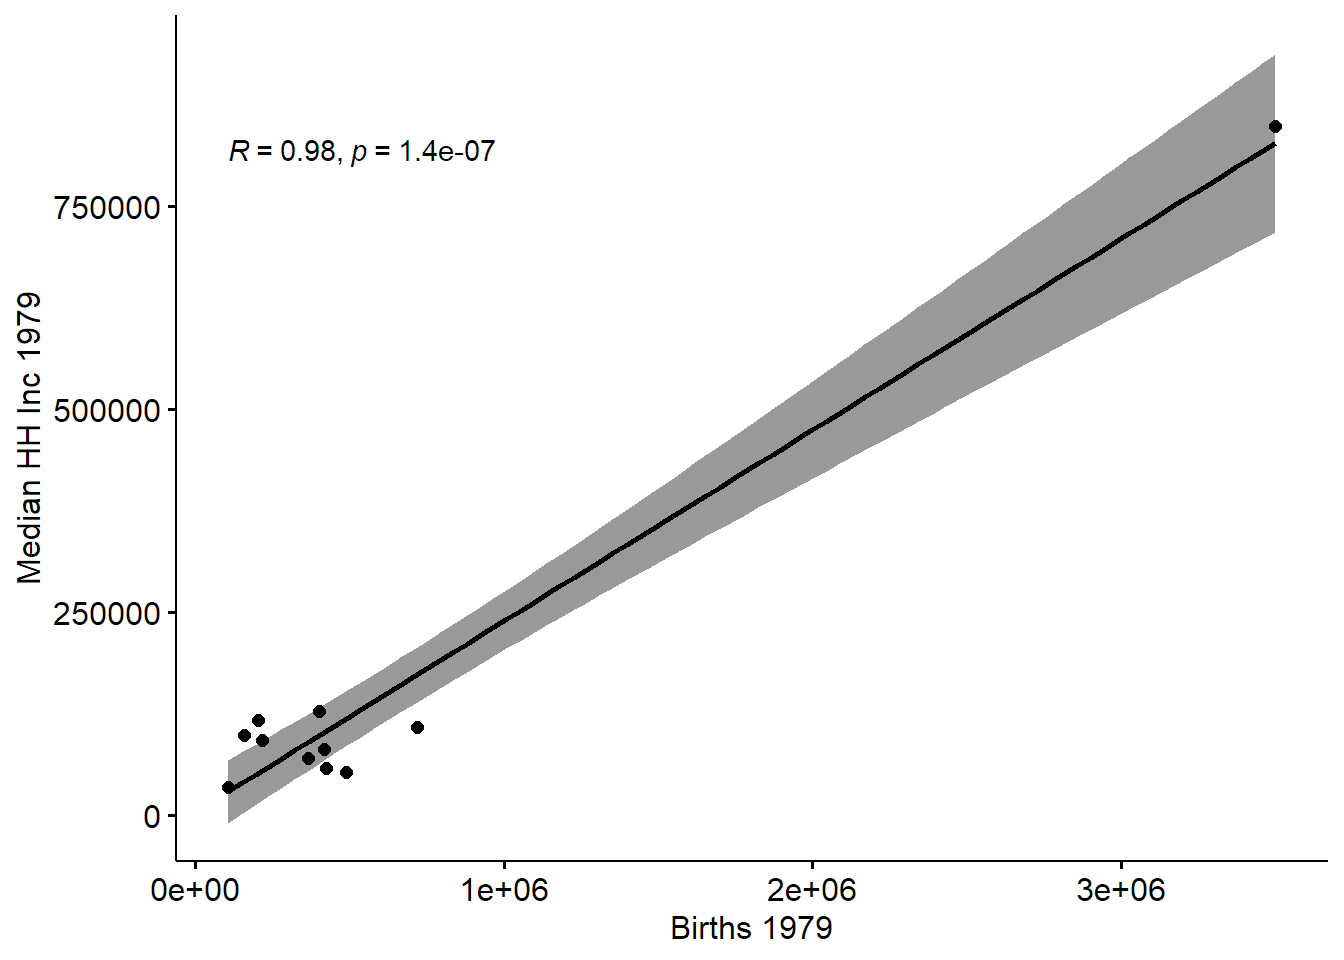 R = 0.98, p = 1.4e-07
750000
500000
250000
0
Median HH Inc 1979
0e+00 1e+06 2e+06 3e+06
Births 1979